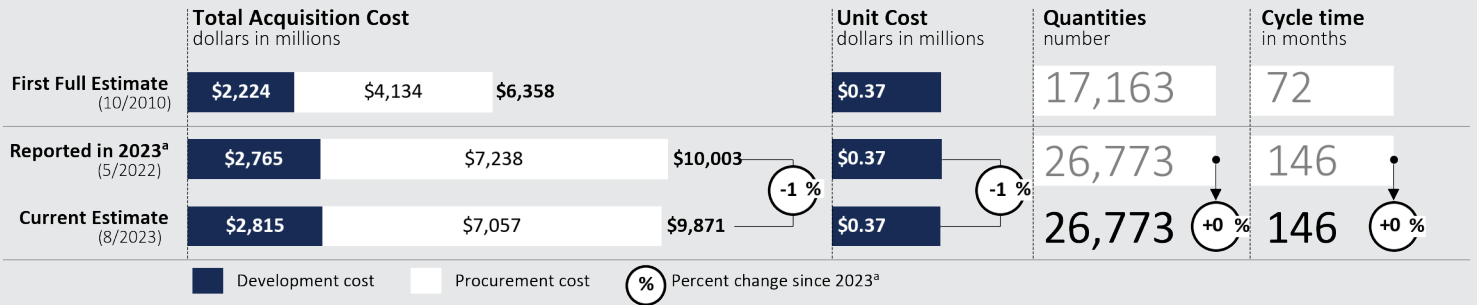 Total Acquisition Cost
dollars in millions
Unit Cost
dollars in millions
Quantities
number
Cycle time
in months
First Full Estimate
(10/2010)
$2,224 $4,134 $6,358 $0.37 17,163 72
Reported in 2023ᵃ
(5/2022)
$2,765 $7,238 $10,003 $0.37 26,773 146
-1 % -1 %
Current Estimate
(8/2023)
$2,815 $7,057 $9,871 $0.37 26,773 +0 % 146 +0 %
Development cost Procurement cost % Percent change since 2023ᵃ